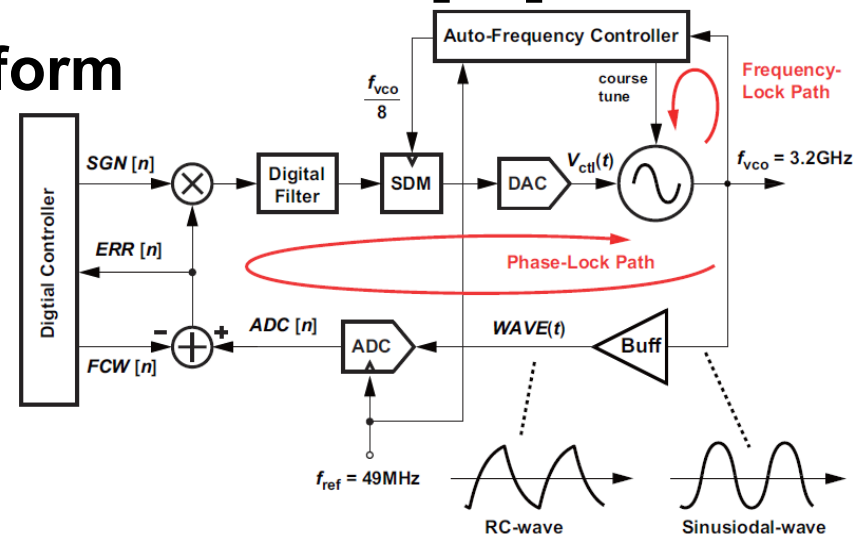 form
Auto-Frequency Controller
course
tune
Frequency-
Lock Path
fvco
8
SGN [n]
Digital
Filter
SDM
DAC
Vctl(t)
fvco = 3.2GHz
Digtial Controller
ERR [n]
Phase-Lock Path
-
+
ADC [n]
ADC
WAVE(t)
Buff
FCW [n]
fref = 49MHz
RC-wave
Sinusiodal-wave